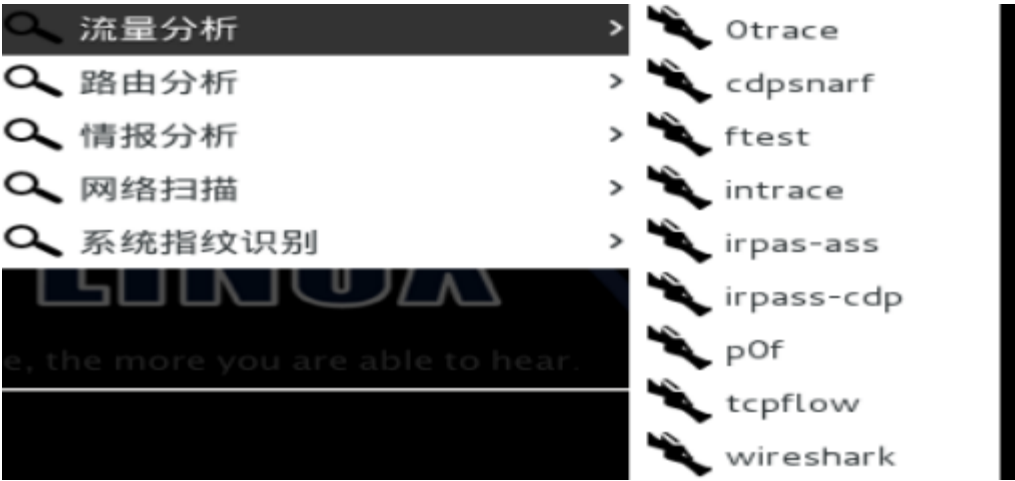 流量分析 >
路由分析 >
情报分析 >
网络扫描 >
系统指纹识别 >
LINUX
e, the more you are able to hear.
0trace
cdpsnarf
ftest
intrace
irpas-ass
irpass-cdp
p0f
tcpflow
wireshark